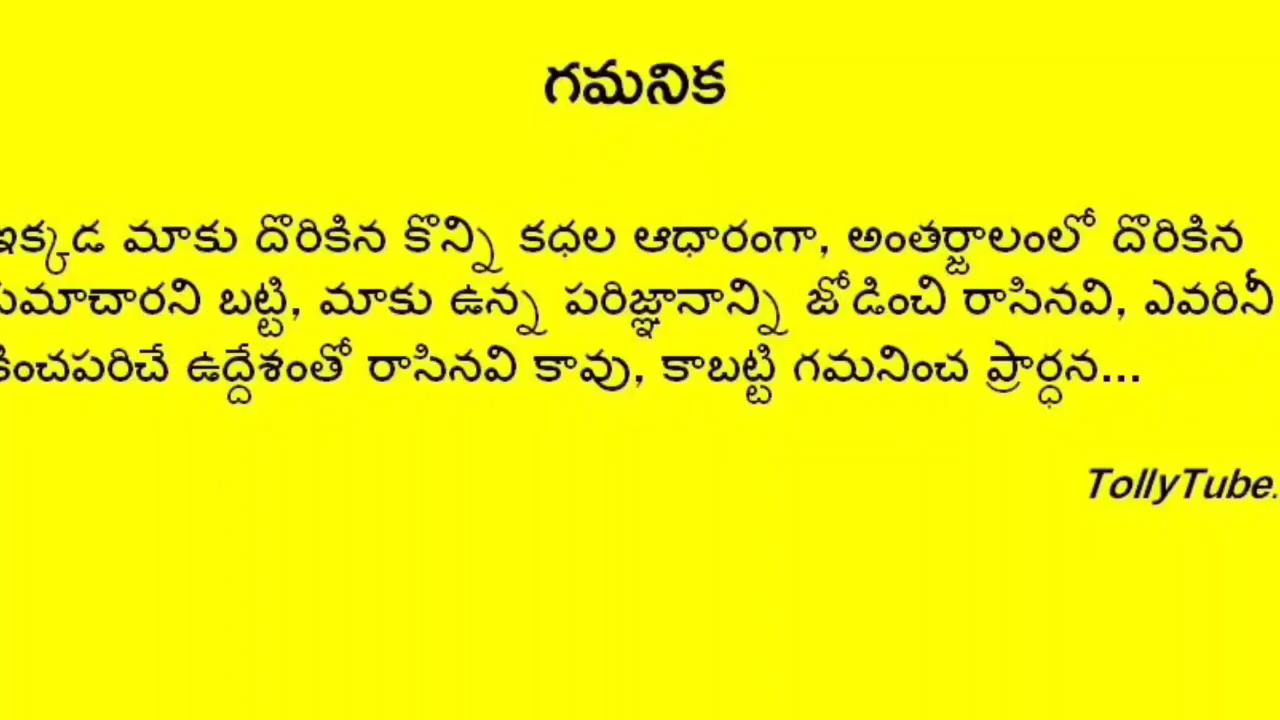 గమనిక
ఇక్కడ మాకు దొరికిన కొన్ని కధల ఆధారంగా, అంతర్జాలంలో దొరికిన
సమాచారని బట్టి, మాకు ఉన్న పరిజ్ఞానాన్ని జోడించి రాసినవి, ఎవరినీ
కించపరిచే ఉద్దేశంతో రాసినవి కావు, కాబట్టి గమనించ ప్రార్ధన...
TollyTube.